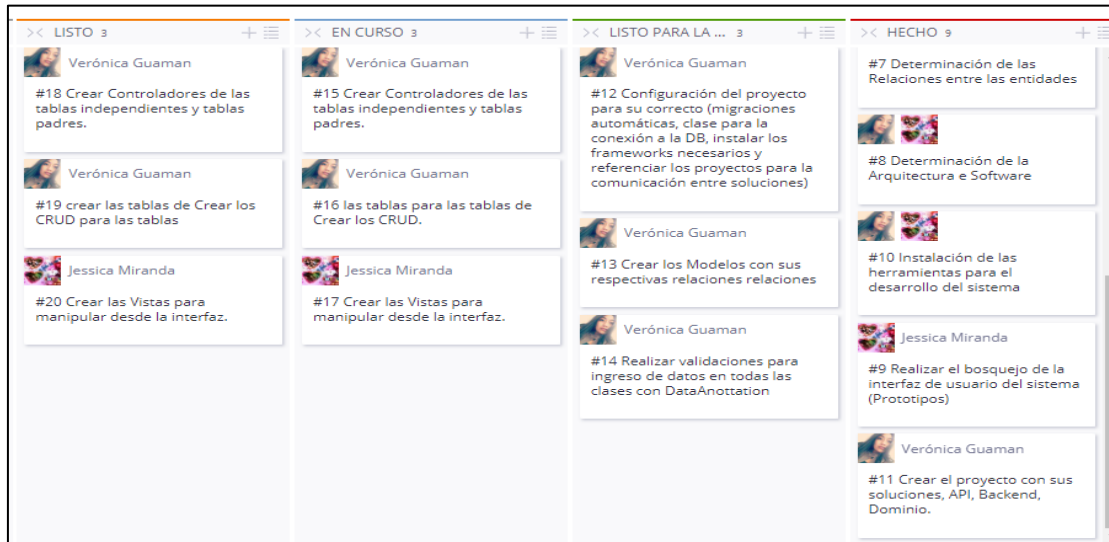 LISTO 3
Verónica Guaman
#18 Crear Controladores de las
tablas independientes y tablas
padres.
Verónica Guaman
#19 crear las tablas de Crear los
CRUD para las tablas
Jessica Miranda
#20 Crear las Vistas para
manipular desde la interfaz.
EN CURSO 3
Verónica Guaman
#15 Crear Controladores de las
tablas independientes y tablas
padres.
Verónica Guaman
#16 las tablas para las tablas de
Crear los CRUD.
Jessica Miranda
#17 Crear las Vistas para
manipular desde la interfaz.
LISTO PARA LA ... 3
Verónica Guaman
#12 Configuración del proyecto
para su correcto (migraciones
automáticas, clase para la
conexión a la DB, instalar los
frameworks necesarios y
referenciar los proyectos para la
comunicación entre soluciones)
Verónica Guaman
#13 Crear los Modelos con sus
respectivas relaciones relaciones
Verónica Guaman
#14 Realizar validaciones para
ingreso de datos en todas las
clases con DataAnottation
HECHO 9
#7 Determinación de las
Relaciones entre las entidades
#8 Determinación de la
Arquitectura e Software
#10 Instalación de las
herramientas para el
desarrollo del sistema
Jessica Miranda
#9 Realizar el bosquejo de la
interfaz de usuario del sistema
(Prototipos)
Verónica Guaman
#11 Crear el proyecto con sus
soluciones, API, Backend,
Dominio.